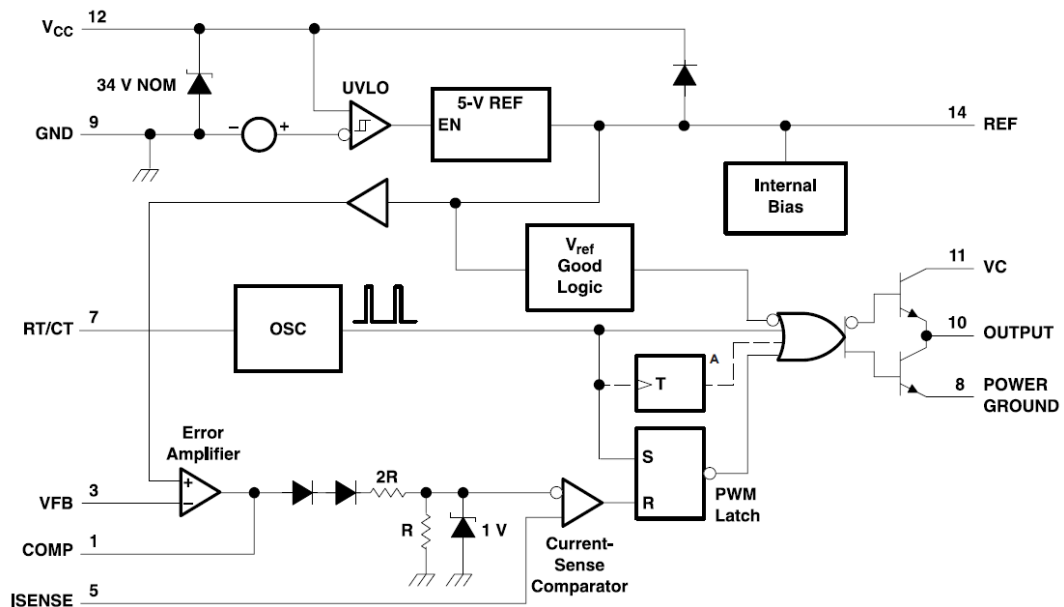 VCC 12
34 V NOM
UVLO
5-V REF
EN
14 REF
GND 9
- +
Internal
Bias
Vref
Good
Logic
11 VC
RT/CT 7
OSC
10 OUTPUT
A
T
8 POWER
GROUND
Error
Amplifier
S
R
PWM
Latch
2R
+
−
VFB 3
R
1 V
COMP 1
Current-
Sense
Comparator
ISENSE 5